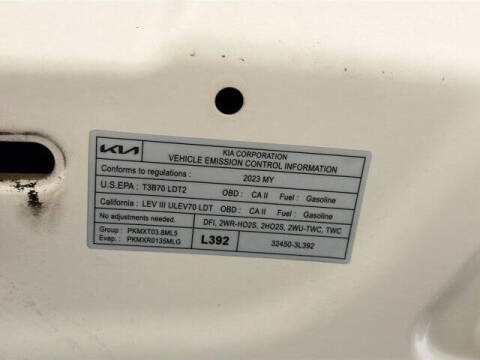 KIA
KIA CORPORATION
VEHICLE EMISSION CONTROL INFORMATION
Conforms to regulations : 2023 MY
U.S.EPA : T3B70 LDT2 OBD : CA II Fuel : Gasoline
California : LEV III ULEV70 LDT OBD : CA II Fuel : Gasoline
No adjustments needed. DFI, 2WR-HO2S, 2HO2S, 2WU-TWC, TWC
Group : PKMXT03.8ML5
Evap. : PKMXR0135MLG
L392 32450-3L392